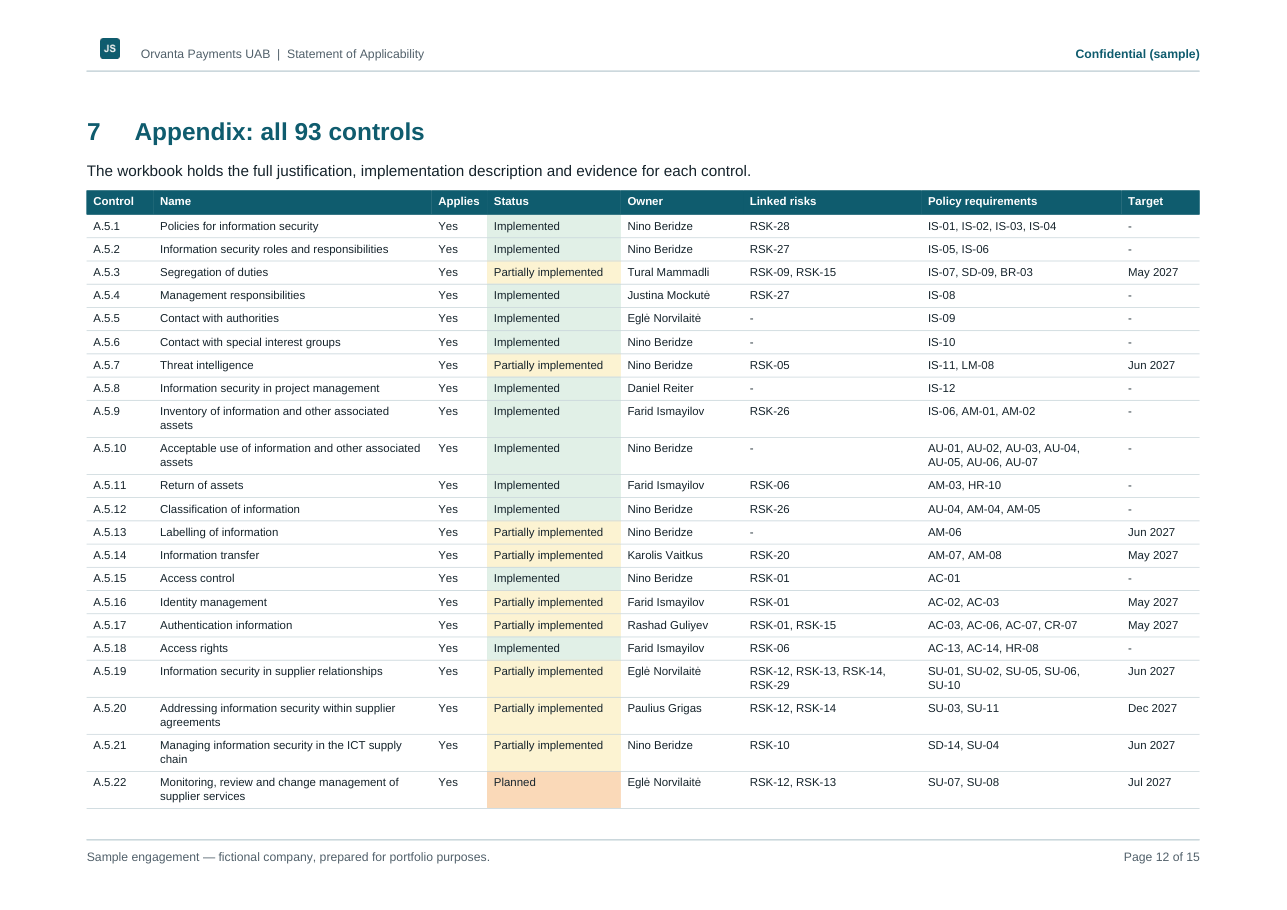 JS
Orvanta Payments UAB | Statement of Applicability
Confidential (sample)
7 Appendix: all 93 controls
The workbook holds the full justification, implementation description and evidence for each control.
Control Name Applies Status Owner Linked risks Policy requirements Target
A.5.1 Policies for information security Yes Implemented Nino Beridze RSK-28 IS-01, IS-02, IS-03, IS-04 -
A.5.2 Information security roles and responsibilities Yes Implemented Nino Beridze RSK-27 IS-05, IS-06 -
A.5.3 Segregation of duties Yes Partially implemented Tural Mammadli RSK-09, RSK-15 IS-07, SD-09, BR-03 May 2027
A.5.4 Management responsibilities Yes Implemented Justina Mockutė RSK-27 IS-08 -
A.5.5 Contact with authorities Yes Implemented Eglė Norvilaitė - IS-09 -
A.5.6 Contact with special interest groups Yes Implemented Nino Beridze - IS-10 -
A.5.7 Threat intelligence Yes Partially implemented Nino Beridze RSK-05 IS-11, LM-08 Jun 2027
A.5.8 Information security in project management Yes Implemented Daniel Reiter - IS-12 -
A.5.9 Inventory of information and other associated Yes Implemented Farid Ismayilov RSK-26 IS-06, AM-01, AM-02 -
assets
A.5.10 Acceptable use of information and other associated Yes Implemented Nino Beridze - AU-01, AU-02, AU-03, AU-04, -
assets AU-05, AU-06, AU-07
A.5.11 Return of assets Yes Implemented Farid Ismayilov RSK-06 AM-03, HR-10 -
A.5.12 Classification of information Yes Implemented Nino Beridze RSK-26 AU-04, AM-04, AM-05 -
A.5.13 Labelling of information Yes Partially implemented Nino Beridze - AM-06 Jun 2027
A.5.14 Information transfer Yes Partially implemented Karolis Vaitkus RSK-20 AM-07, AM-08 May 2027
A.5.15 Access control Yes Implemented Nino Beridze RSK-01 AC-01 -
A.5.16 Identity management Yes Partially implemented Farid Ismayilov RSK-01 AC-02, AC-03 May 2027
A.5.17 Authentication information Yes Partially implemented Rashad Guliyev RSK-01, RSK-15 AC-03, AC-06, AC-07, CR-07 May 2027
A.5.18 Access rights Yes Implemented Farid Ismayilov RSK-06 AC-13, AC-14, HR-08 -
A.5.19 Information security in supplier relationships Yes Partially implemented Eglė Norvilaitė RSK-12, RSK-13, RSK-14, SU-01, SU-02, SU-05, SU-06, Jun 2027
RSK-29 SU-10
A.5.20 Addressing information security within supplier Yes Partially implemented Paulius Grigas RSK-12, RSK-14 SU-03, SU-11 Dec 2027
agreements
A.5.21 Managing information security in the ICT supply Yes Partially implemented Nino Beridze RSK-10 SD-14, SU-04 Jun 2027
chain
A.5.22 Monitoring, review and change management of Yes Planned Eglė Norvilaitė RSK-12, RSK-13 SU-07, SU-08 Jul 2027
supplier services
Sample engagement — fictional company, prepared for portfolio purposes.
Page 12 of 15